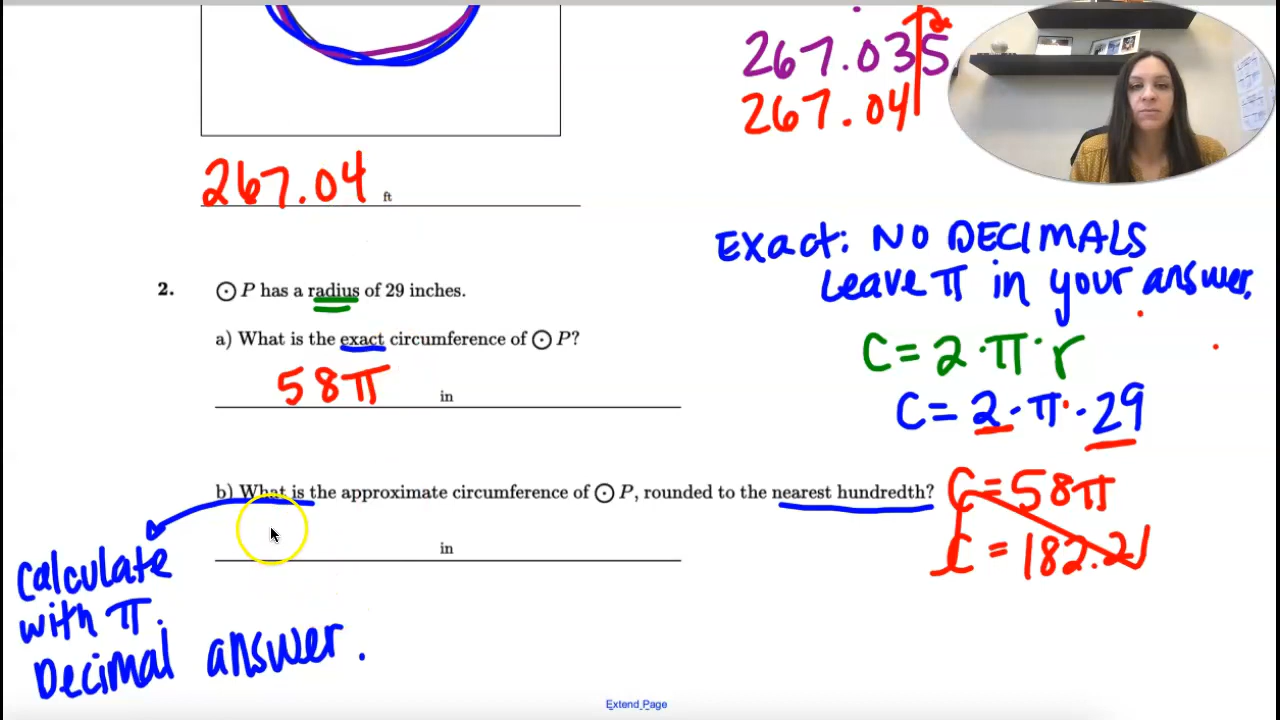 267.035
267.04
267.04 ft
Exact: NO DECIMALS
Leave π in your answer.
2. ⊙ P has a radius of 29 inches.
a) What is the exact circumference of ⊙ P?
C = 2 · π · r
58π in
C = 2 · π · 29
b) What is the approximate circumference of ⊙ P, rounded to the nearest hundredth?
C = 58π
in
C = 182.21
Calculate
with π.
Decimal answer.
Extend_Page